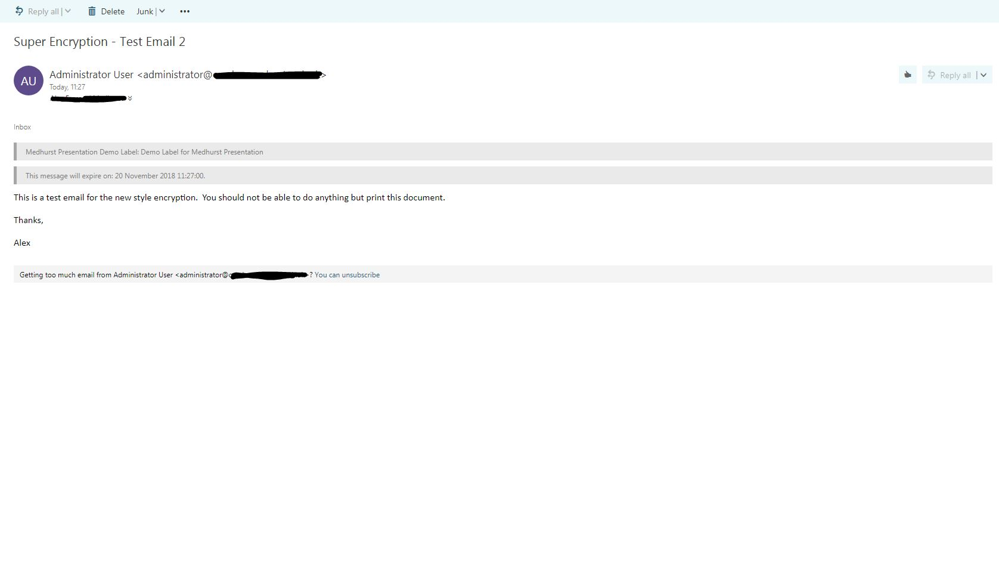 Reply all | Delete Junk | •••
Super Encryption - Test Email 2
AU
Administrator User <administrator@ >
Reply all |
Today, 11:27
Inbox
Medhurst Presentation Demo Label: Demo Label for Medhurst Presentation
This message will expire on: 20 November 2018 11:27:00.
This is a test email for the new style encryption.  You should not be able to do anything but print this document.
Thanks,
Alex
Getting too much email from Administrator User <administrator@ >? You can unsubscribe